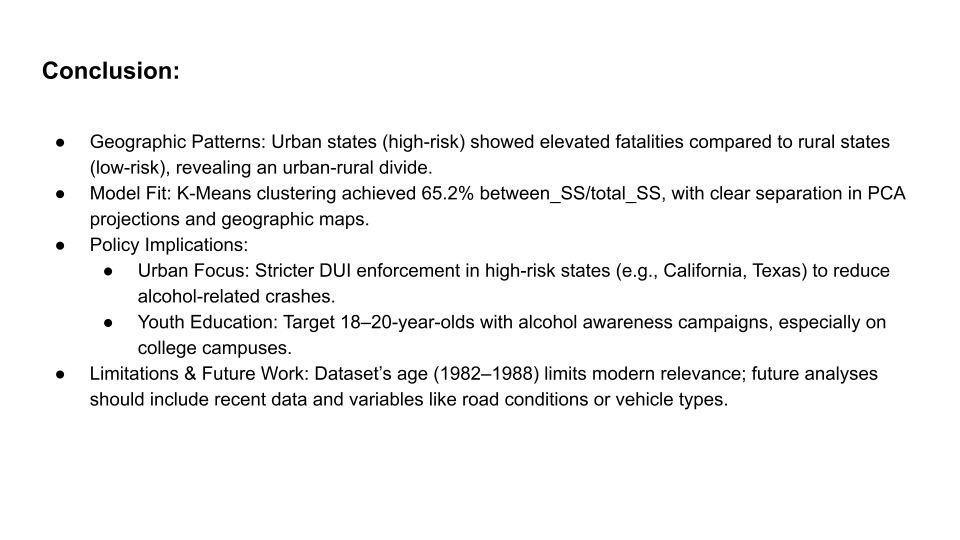 Conclusion:
● Geographic Patterns: Urban states (high-risk) showed elevated fatalities compared to rural states
(low-risk), revealing an urban-rural divide.
● Model Fit: K-Means clustering achieved 65.2% between_SS/total_SS, with clear separation in PCA
projections and geographic maps.
● Policy Implications:
● Urban Focus: Stricter DUI enforcement in high-risk states (e.g., California, Texas) to reduce
alcohol-related crashes.
● Youth Education: Target 18–20-year-olds with alcohol awareness campaigns, especially on
college campuses.
● Limitations & Future Work: Dataset’s age (1982–1988) limits modern relevance; future analyses
should include recent data and variables like road conditions or vehicle types.